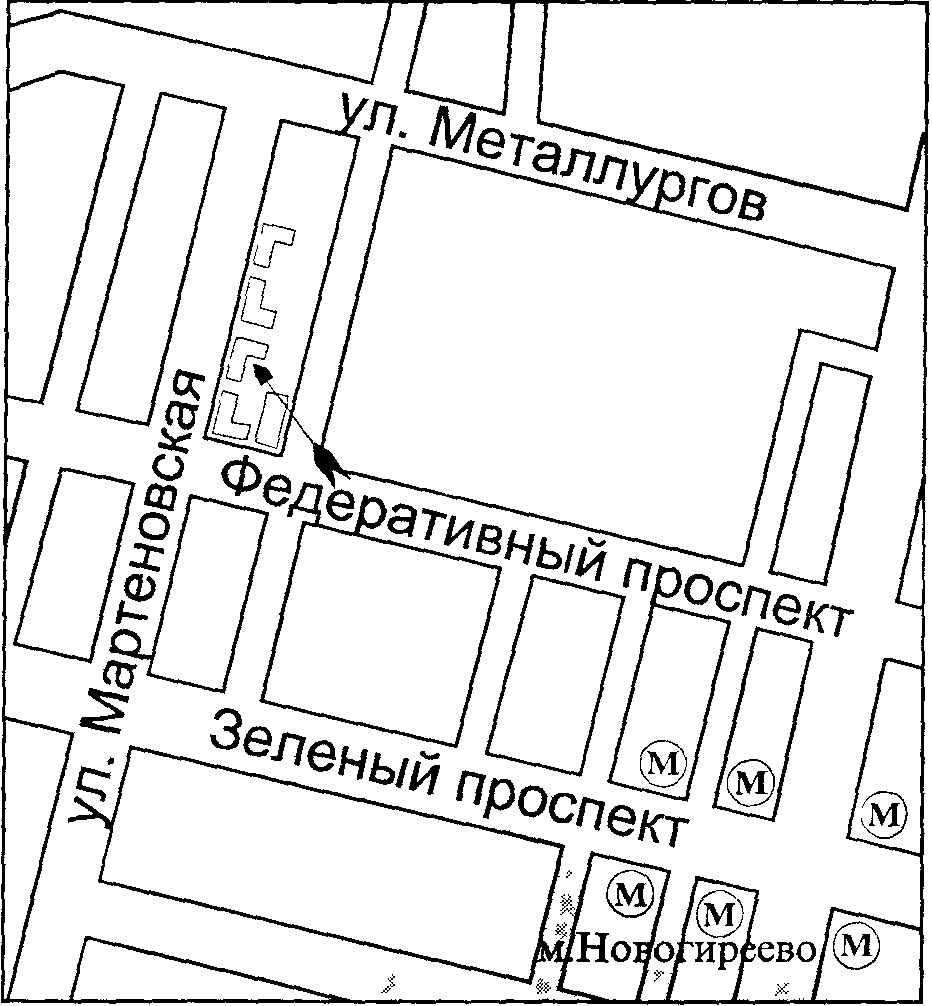 ул. Металлургов
ул. Мартеновская
Федеративный проспект
Зеленый проспект
М
М
М
М
М
м.Новогиреево
М